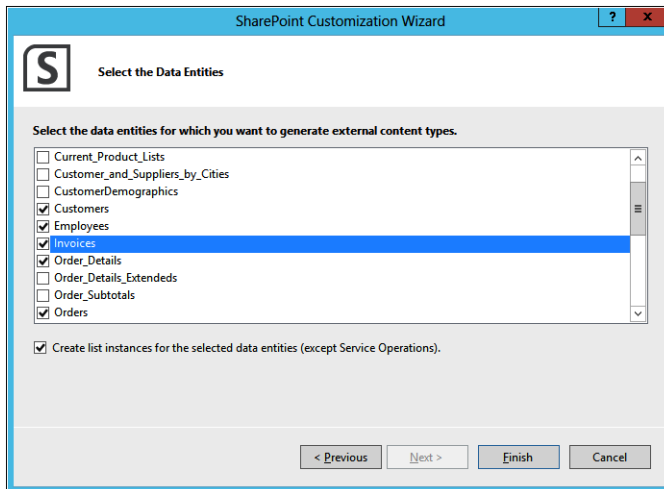 SharePoint Customization Wizard
? x
S
Select the Data Entities
Select the data entities for which you want to generate external content types.
Current_Product_Lists
Customer_and_Suppliers_by_Cities
CustomerDemographics
Customers
Employees
Invoices
Order_Details
Order_Details_Extendeds
Order_Subtotals
Orders
Create list instances for the selected data entities (except Service Operations).
< Previous Next > Finish Cancel